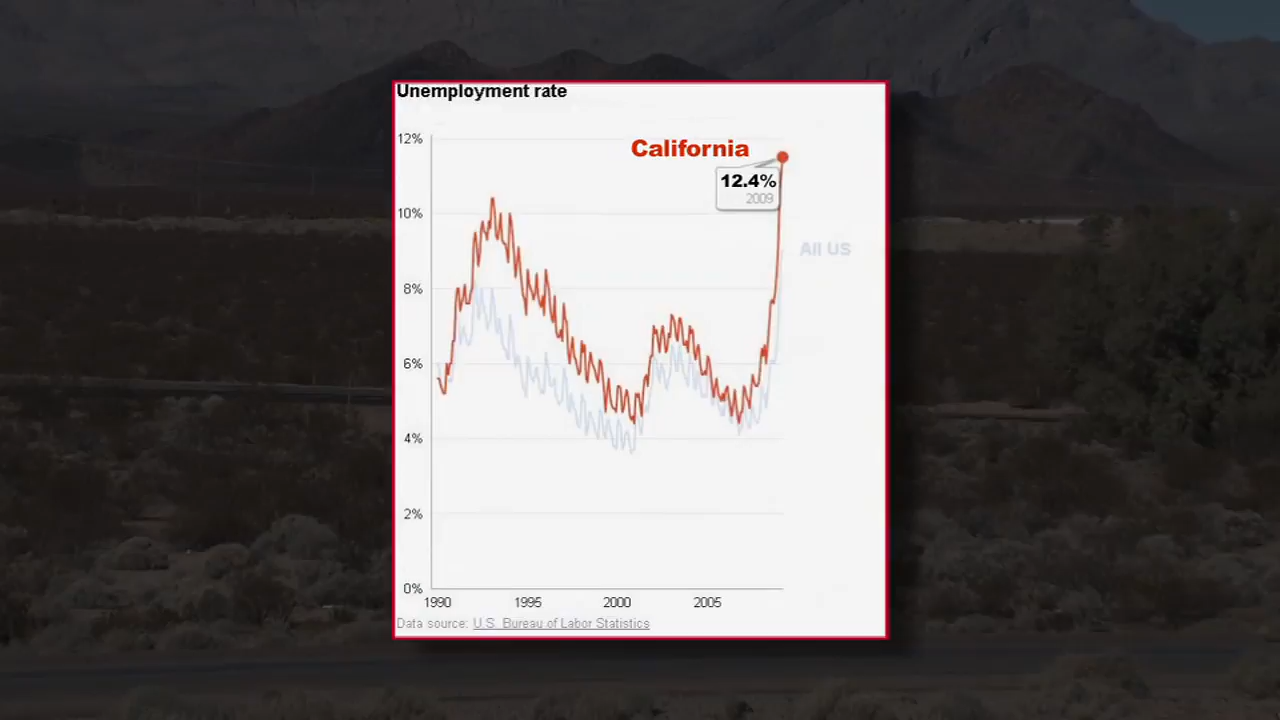 Unemployment rate
12%
California
12.4%
2009
10%
All US
8%
6%
4%
2%
0%
1990 1995 2000 2005
Data source: U.S. Bureau of Labor Statistics